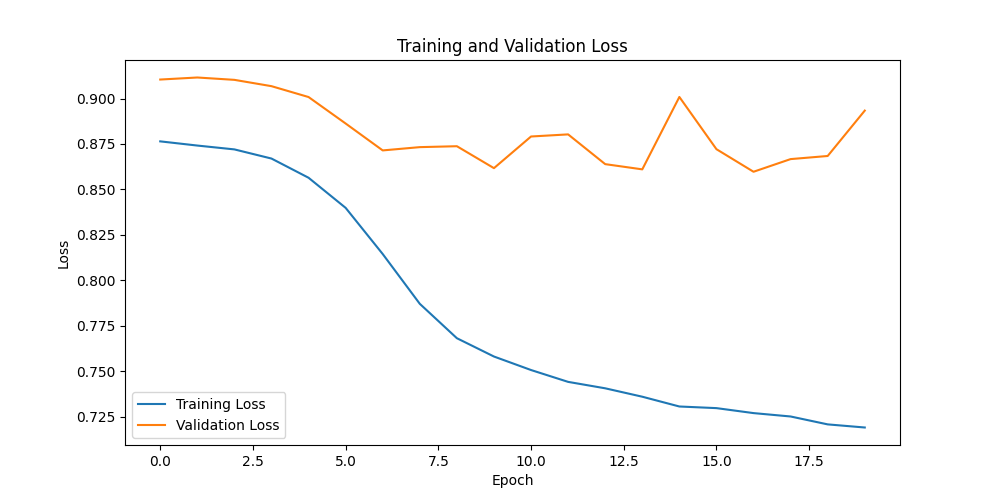 Training and Validation Loss
0.900
0.875
0.850
0.825
0.800
0.775
0.750
0.725
Loss
Training Loss
Validation Loss
0.0 2.5 5.0 7.5 10.0 12.5 15.0 17.5
Epoch